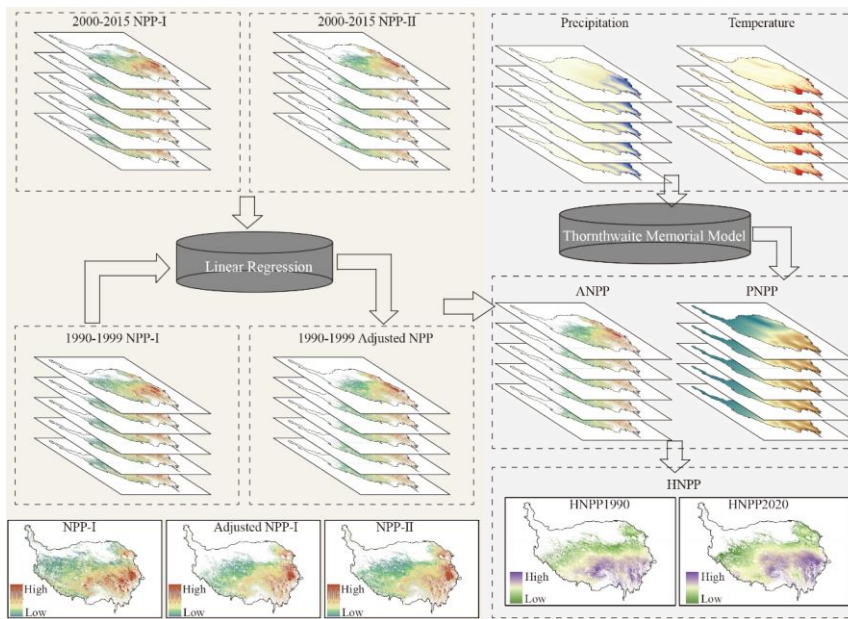 2000-2015 NPP-I
2000-2015 NPP-II
Precipitation
Temperature
Linear Regression
Thornthwaite Memorial Model
1990-1999 NPP-I
1990-1999 Adjusted NPP
ANPP
PNPP
HNPP
NPP-I
High
Low
Adjusted NPP-I
High
Low
NPP-II
High
Low
HNPP1990
High
Low
HNPP2020
High
Low